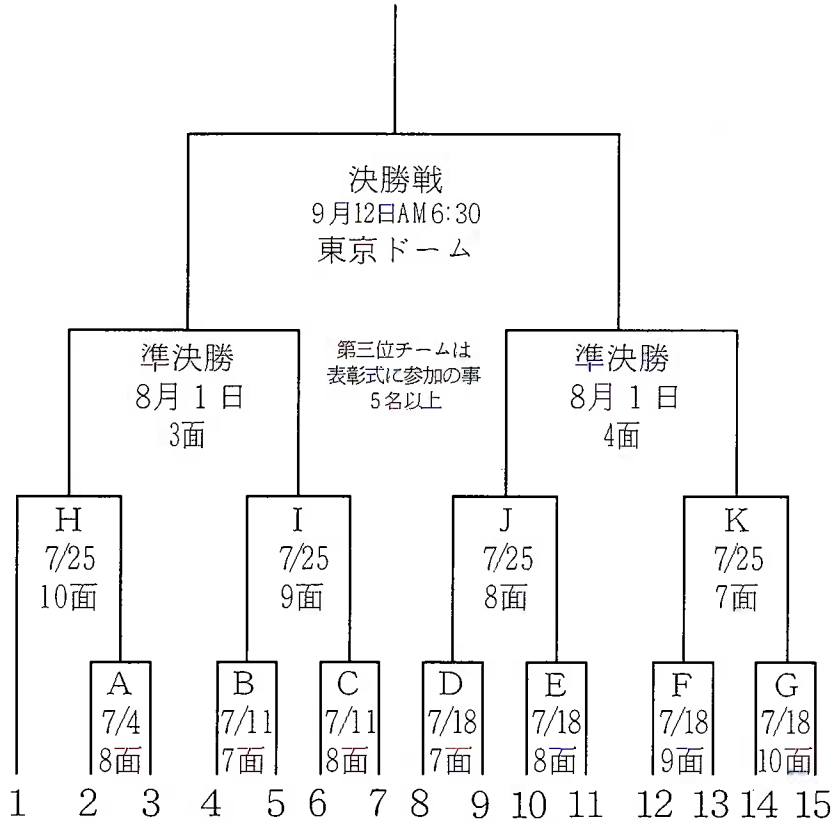 決勝戦
9月12日AM6:30
東京ドーム
準決勝
8月1日
3面
第三位チームは
表彰式に参加の事
5名以上
準決勝
8月1日
4面
H
7/25
10面
I
7/25
9面
J
7/25
8面
K
7/25
7面
A
7/4
8面
B
7/11
7面
C
7/11
8面
D
7/18
7面
E
7/18
8面
F
7/18
9面
G
7/18
10面
1 2 3 4 5 6 7 8 9 10 11 12 13 14 15